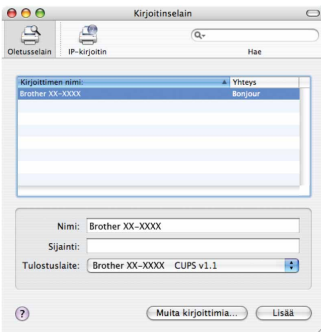 Kirjoitinselain
Oletusselain IP-kirjoitin Hae
Kirjoittimen nimi: Yhteys
Brother XX-XXXX Bonjour
Nimi: Brother XX-XXXX
Sijainti:
Tulostuslaite: Brother XX-XXXX CUPS v1.1
? Muita kirjoittimia... Lisää